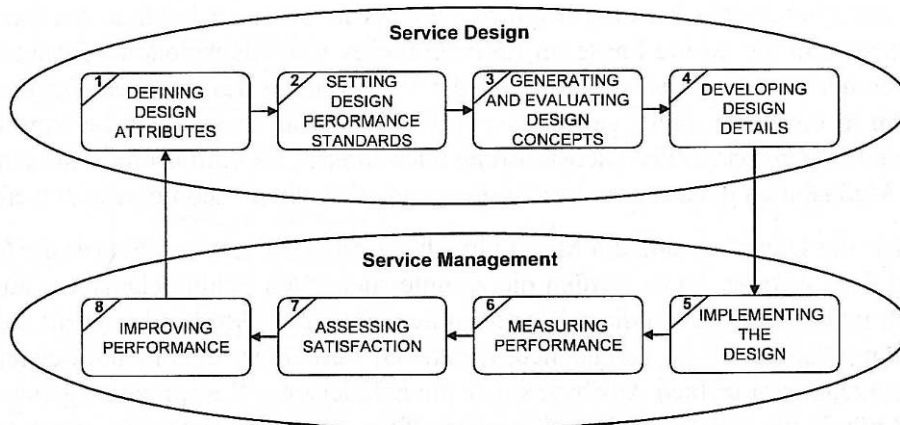 Service Design
1
DEFINING
DESIGN
ATTRIBUTES
2
SETTING
DESIGN
PERORMANCE
STANDARDS
3
GENERATING
AND EVALUATING
DESIGN
CONCEPTS
4
DEVELOPING
DESIGN
DETAILS
Service Management
8
IMPROVING
PERFORMANCE
7
ASSESSING
SATISFACTION
6
MEASURING
PERFORMANCE
5
IMPLEMENTING
THE
DESIGN